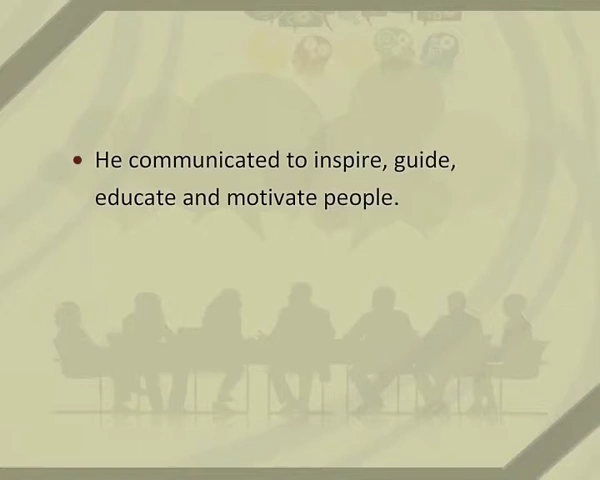 • He communicated to inspire, guide,
educate and motivate people.